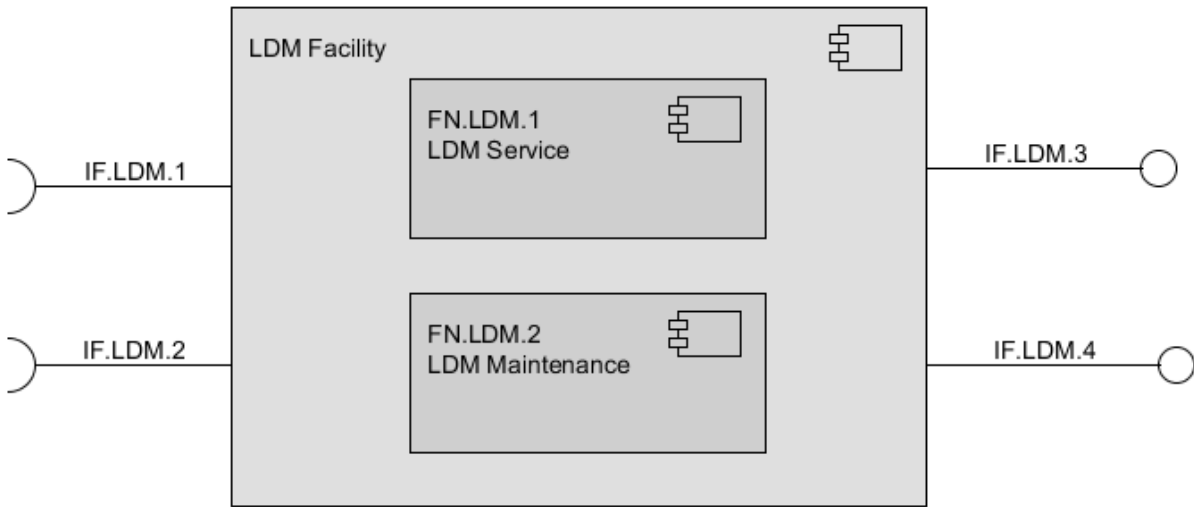 LDM Facility
FN.LDM.1
LDM Service
IF.LDM.1
IF.LDM.3
FN.LDM.2
LDM Maintenance
IF.LDM.2
IF.LDM.4